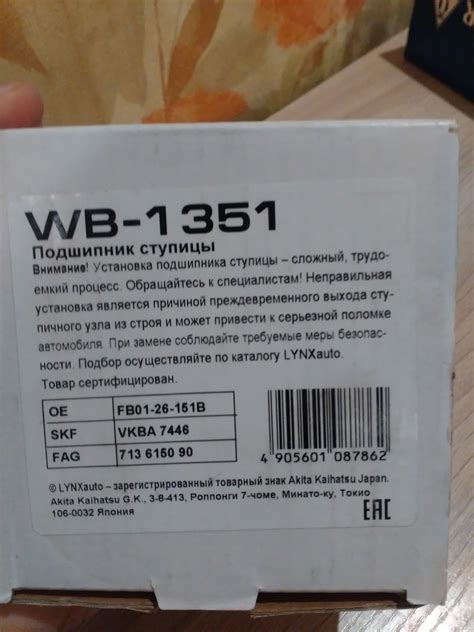 WB-1351
Подшипник ступицы
Внимание! Установка подшипника ступицы – сложный, трудо-
емкий процесс. Обращайтесь к специалистам! Неправильная
установка является причиной преждевременного выхода сту-
пичного узла из строя и может привести к серьезной поломке
автомобиля. При замене соблюдайте требуемые меры безопас-
ности. Подбор осуществляйте по каталогу LYNXauto.
Товар сертифицирован.
OE FB01-26-151B
SKF VKBA 7446
FAG 713 6150 90
4 905601 087862
© LYNXauto – зарегистрированный товарный знак Akita Kaihatsu Japan.
Akita Kaihatsu G.K., 3-8-413, Роппонги 7-чоме, Минато-ку, Токио
106-0032 Япония
EAC